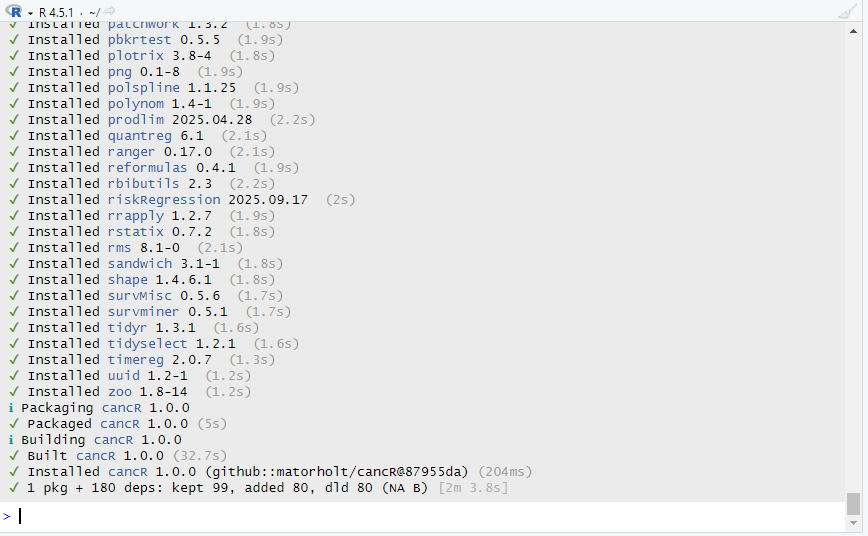 R 4.5.1 · ~/
✓ Installed patchwork 1.3.2 (1.8s)
✓ Installed pbkrtest 0.5.5 (1.9s)
✓ Installed plotrix 3.8-4 (1.8s)
✓ Installed png 0.1-8 (1.9s)
✓ Installed polspline 1.1.25 (1.9s)
✓ Installed polynom 1.4-1 (1.9s)
✓ Installed prodlim 2025.04.28 (2.2s)
✓ Installed quantreg 6.1 (2.1s)
✓ Installed ranger 0.17.0 (2.1s)
✓ Installed reformulas 0.4.1 (1.9s)
✓ Installed rbibutils 2.3 (2.2s)
✓ Installed riskRegression 2025.09.17 (2s)
✓ Installed rrapply 1.2.7 (1.9s)
✓ Installed rstatix 0.7.2 (1.8s)
✓ Installed rms 8.1-0 (2.1s)
✓ Installed sandwich 3.1-1 (1.8s)
✓ Installed shape 1.4.6.1 (1.8s)
✓ Installed survMisc 0.5.6 (1.7s)
✓ Installed survminer 0.5.1 (1.7s)
✓ Installed tidyr 1.3.1 (1.6s)
✓ Installed tidyselect 1.2.1 (1.6s)
✓ Installed timereg 2.0.7 (1.3s)
✓ Installed uuid 1.2-1 (1.2s)
✓ Installed zoo 1.8-14 (1.2s)
ℹ Packaging cancR 1.0.0
✓ Packaged cancR 1.0.0 (5s)
ℹ Building cancR 1.0.0
✓ Built cancR 1.0.0 (32.7s)
✓ Installed cancR 1.0.0 (github::matorholt/cancR@87955da) (204ms)
✓ 1 pkg + 180 deps: kept 99, added 80, dld 80 (NA B) [2m 3.8s]
>